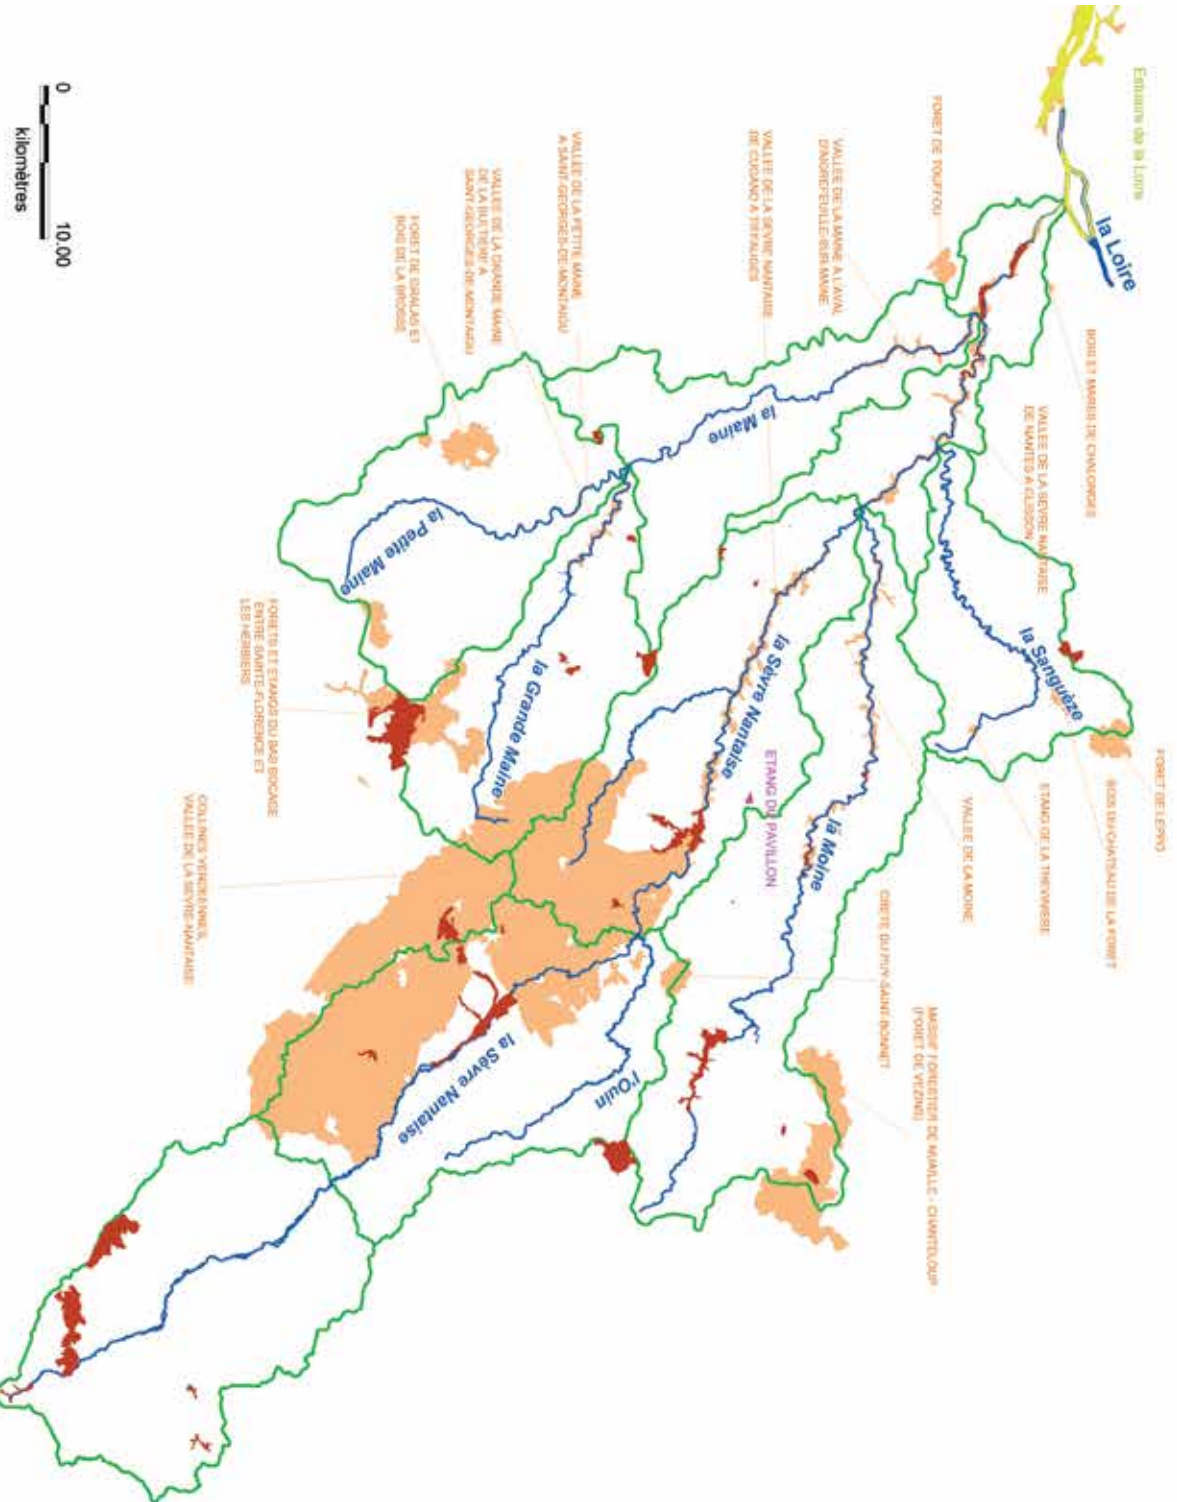 Estuaire de la Loire
la Loire
FORET DE TOUFFOU
VALLEE DE LA MAINE A L'AVAL
D'AIGREFEUILLE-SUR-MAINE
VALLEE DE LA SEVRE NANTAISE
DE CUGAND A TIFFAUGES
VALLEE DE LA PETITE MAINE
A SAINT-GEORGES-DE-MONTAIGU
VALLEE DE LA GRANDE MAINE
DE LA BULTIERE A
SAINT-GEORGES-DE-MONTAIGU
FORET DE GRALAS ET
BOIS DE LA BROSSE
0
10.00
kilomètres
BOIS ET MARES DE CHALONGES
VALLEE DE LA SEVRE NANTAISE
DE NANTES A CLISSON
la Maine
la Petite Maine
la Grande Maine
la Sèvre Nantaise
la Sanguèze
la Moine
FORET DE LEPPO
BOIS DU CHATEAU DE LA FORET
ETANG DE LA THEVINIERE
VALLEE DE LA MOINE
ETANG DU PAVILLON
CRETE DU PUY-SAINT-BONNET
MASSIF FORESTIER DE NUAILLE - CHANTELOUP
(FORET DE VEZINS)
FORETS ET ETANGS DU BAS BOCAGE
ENTRE SAINTE-FLORENCE ET
LES HERBIERS
COLLINES VENDEENNES,
VALLEE DE LA SEVRE NANTAISE
la Sèvre Nantaise
l'Ouin